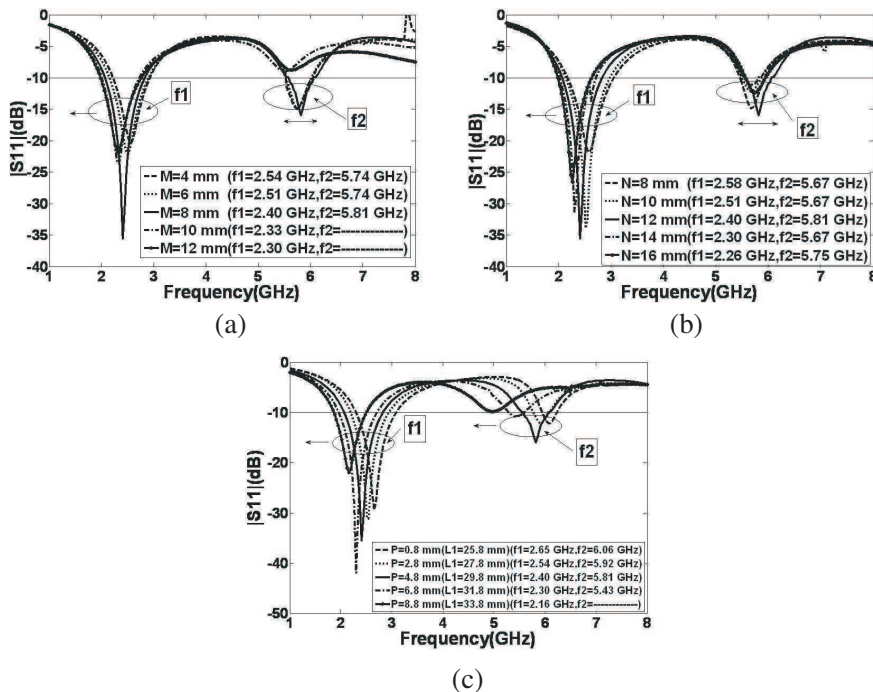 0
-5
-10
-15
-20
-25
-30
-35
-40
|S11|(dB)
1 2 3 4 5 6 7 8
Frequency(GHz)
f1
f2
M=4 mm (f1=2.54 GHz,f2=5.74 GHz)
M=6 mm (f1=2.51 GHz,f2=5.74 GHz)
M=8 mm (f1=2.40 GHz,f2=5.81 GHz)
M=10 mm(f1=2.33 GHz,f2=------------------)
M=12 mm(f1=2.30 GHz,f2=------------------)
(a)
0
-5
-10
-15
-20
-25
-30
-35
-40
|S11|(dB)
1 2 3 4 5 6 7 8
Frequency(GHz)
f1
f2
N=8 mm (f1=2.58 GHz,f2=5.67 GHz)
N=10 mm(f1=2.51 GHz,f2=5.67 GHz)
N=12 mm(f1=2.40 GHz,f2=5.81 GHz)
N=14 mm(f1=2.30 GHz,f2=5.67 GHz)
N=16 mm(f1=2.26 GHz,f2=5.75 GHz)
(b)
0
-10
-20
-30
-40
-50
|S11|(dB)
1 2 3 4 5 6 7 8
Frequency(GHz)
f1
f2
P=0.8 mm(L1=25.8 mm)(f1=2.65 GHz,f2=6.06 GHz)
P=2.8 mm(L1=27.8 mm)(f1=2.54 GHz,f2=5.92 GHz)
P=4.8 mm(L1=29.8 mm)(f1=2.40 GHz,f2=5.81 GHz)
P=6.8 mm(L1=31.8 mm)(f1=2.30 GHz,f2=5.43 GHz)
P=8.8 mm(L1=33.8 mm)(f1=2.16 GHz,f2=---------------)
(c)